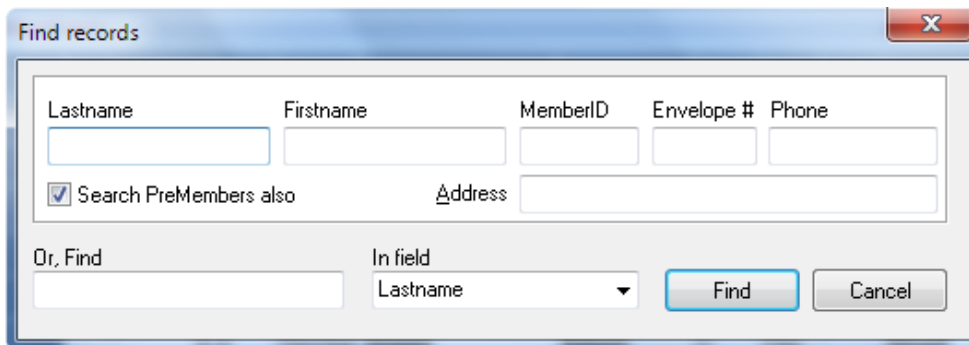 Find records
Lastname Firstname MemberID Envelope # Phone
Search PreMembers also Address
Or, Find In field
Lastname Find Cancel